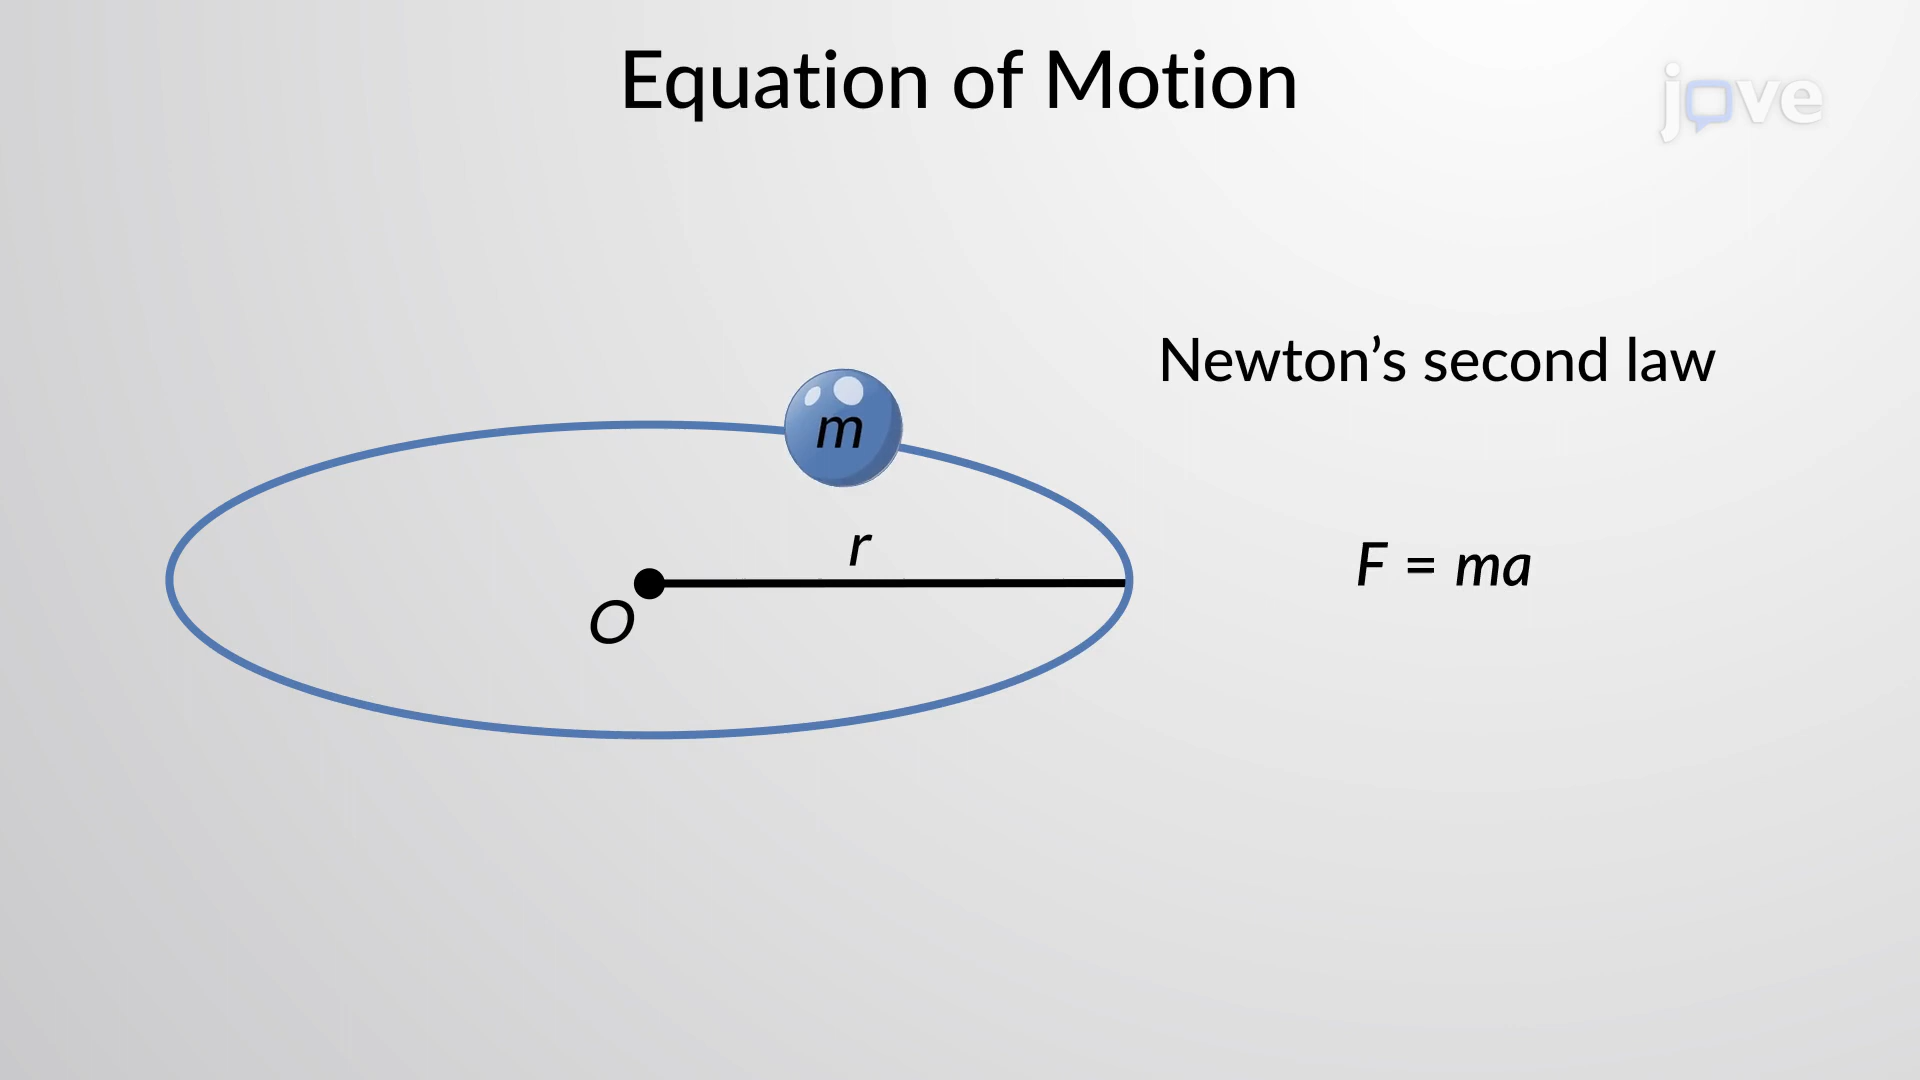 Equation of Motion
jove
Newton’s second law
m
r
F = ma
O